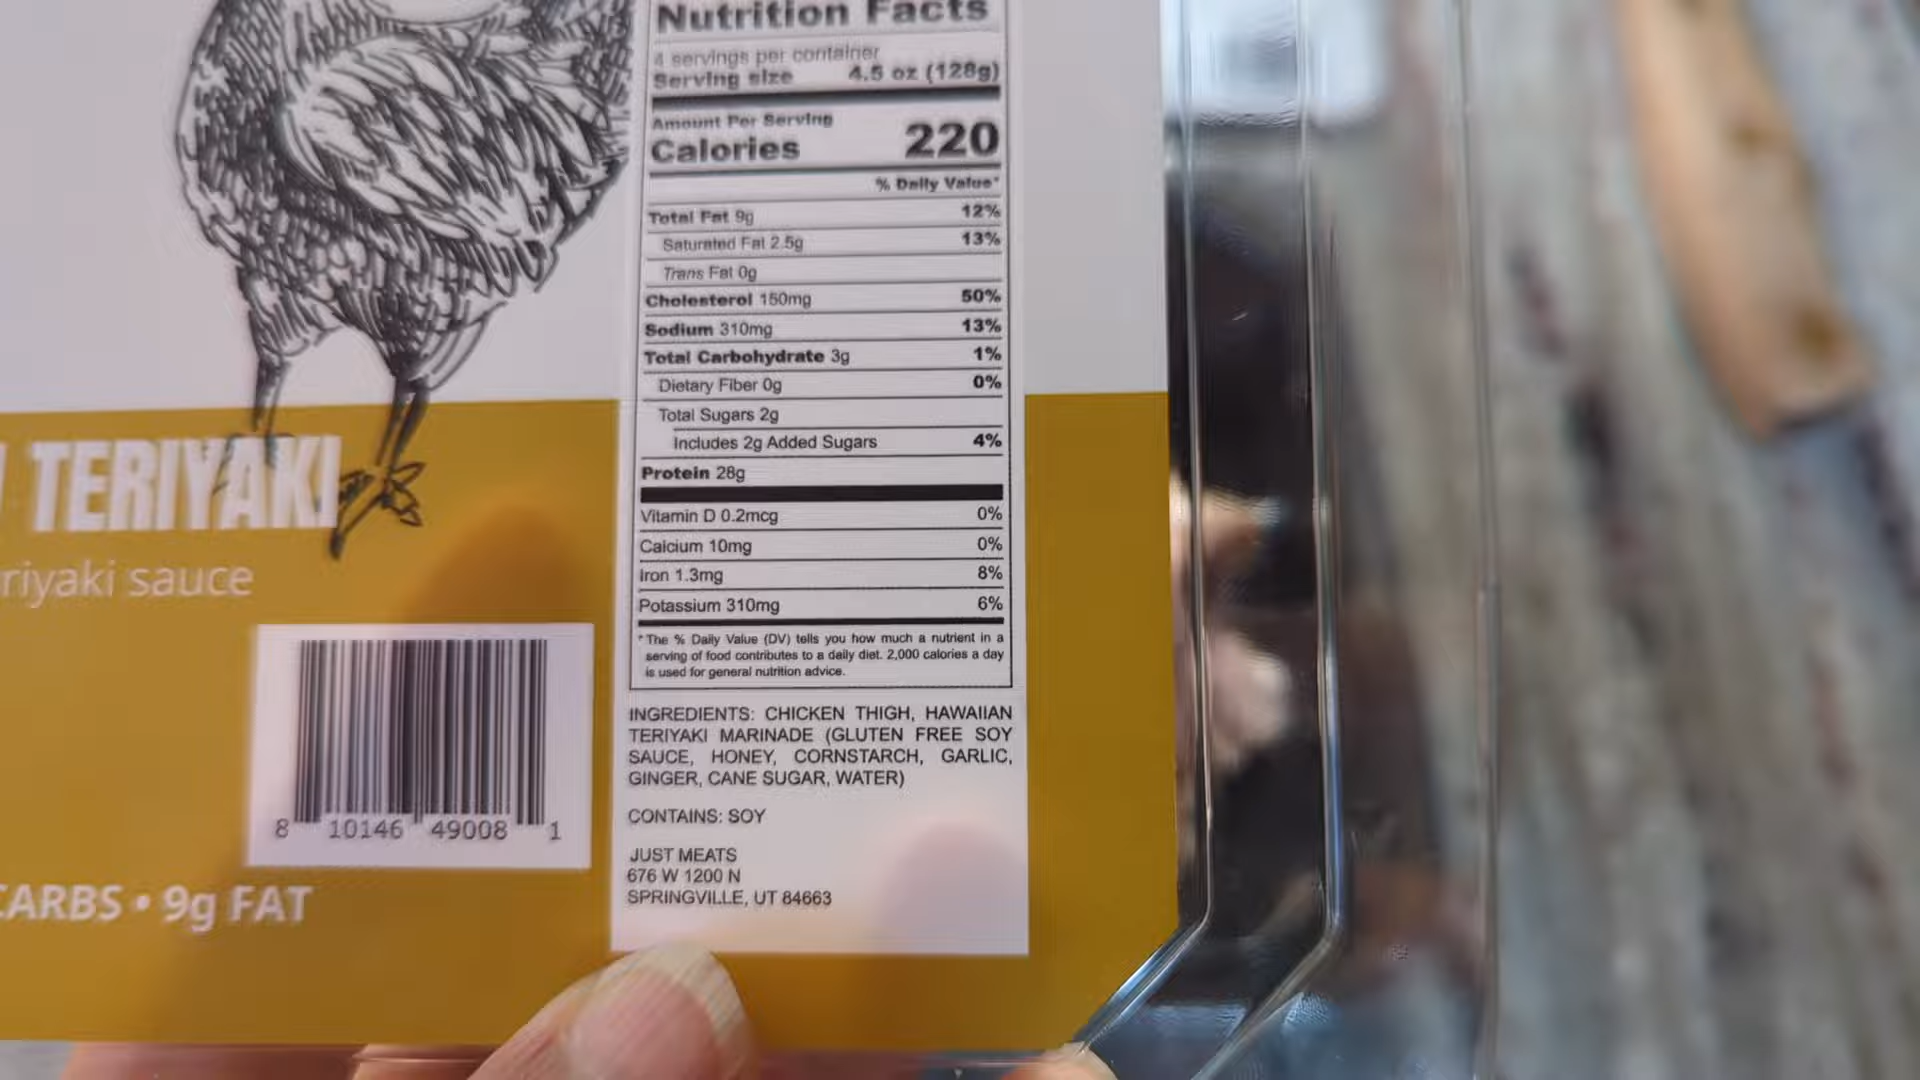 Nutrition Facts
4 servings per container
Serving size 4.5 oz (128g)
Amount Per Serving
Calories 220
% Daily Value*
Total Fat 9g 12%
Saturated Fat 2.5g 13%
Trans Fat 0g
Cholesterol 150mg 50%
Sodium 310mg 13%
Total Carbohydrate 3g 1%
Dietary Fiber 0g 0%
Total Sugars 2g
Includes 2g Added Sugars 4%
Protein 28g
Vitamin D 0.2mcg 0%
Calcium 10mg 0%
Iron 1.3mg 8%
Potassium 310mg 6%
* The % Daily Value (DV) tells you how much a nutrient in a
serving of food contributes to a daily diet. 2,000 calories a day
is used for general nutrition advice.
INGREDIENTS: CHICKEN THIGH, HAWAIIAN
TERIYAKI MARINADE (GLUTEN FREE SOY
SAUCE, HONEY, CORNSTARCH, GARLIC,
GINGER, CANE SUGAR, WATER)
CONTAINS: SOY
JUST MEATS
676 W 1200 N
SPRINGVILLE, UT 84663
TERIYAKI
riyaki sauce
8 10146 49008 1
CARBS • 9g FAT